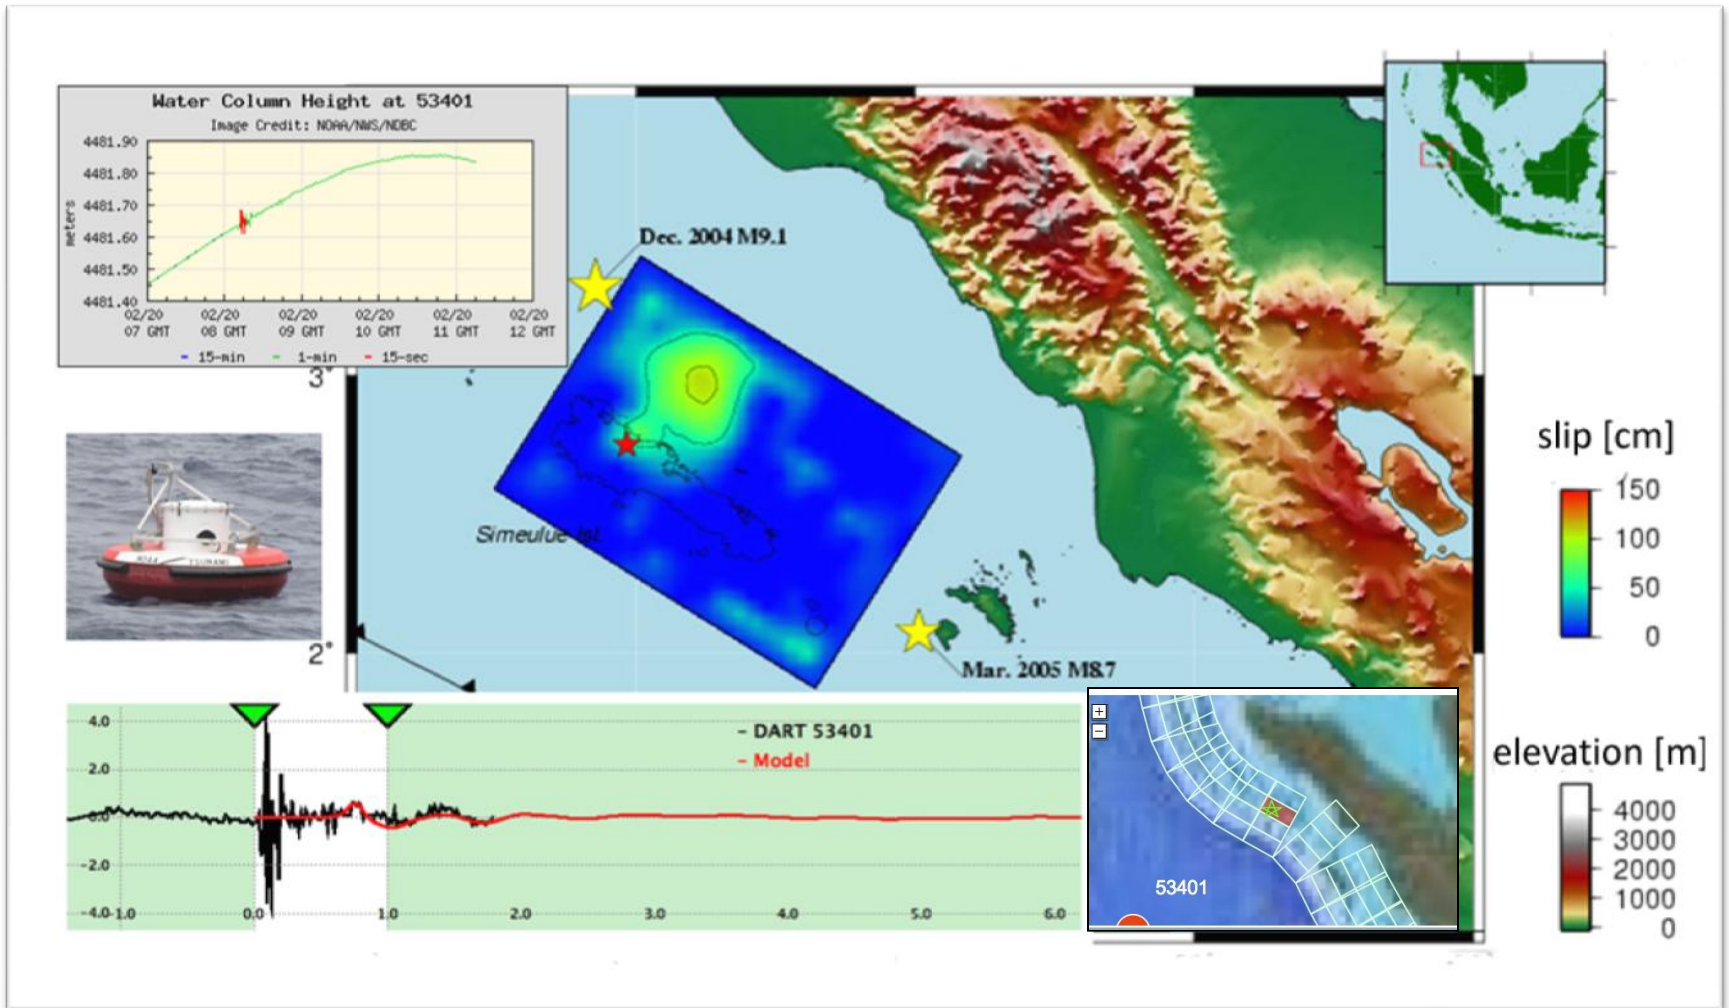 Water Column Height at 53401
Image Credit: NOAA/NWS/NDBC
4481.90
4481.80
4481.70
4481.60
4481.50
4481.40
meters
02/20 02/20 02/20 02/20 02/20 02/20
07 GMT 08 GMT 09 GMT 10 GMT 11 GMT 12 GMT
15-min 1-min 15-sec
Dec. 2004 M9.1
3°
Simeulue Isl.
2°
Mar. 2005 M8.7
slip [cm]
150
100
50
0
elevation [m]
4000
3000
2000
1000
0
NOAA TSUNAMI
- DART 53401
- Model
4.0
2.0
0.0
-2.0
-4.0
-1.0 0.0 1.0 2.0 3.0 4.0 5.0 6.0
+
−
53401